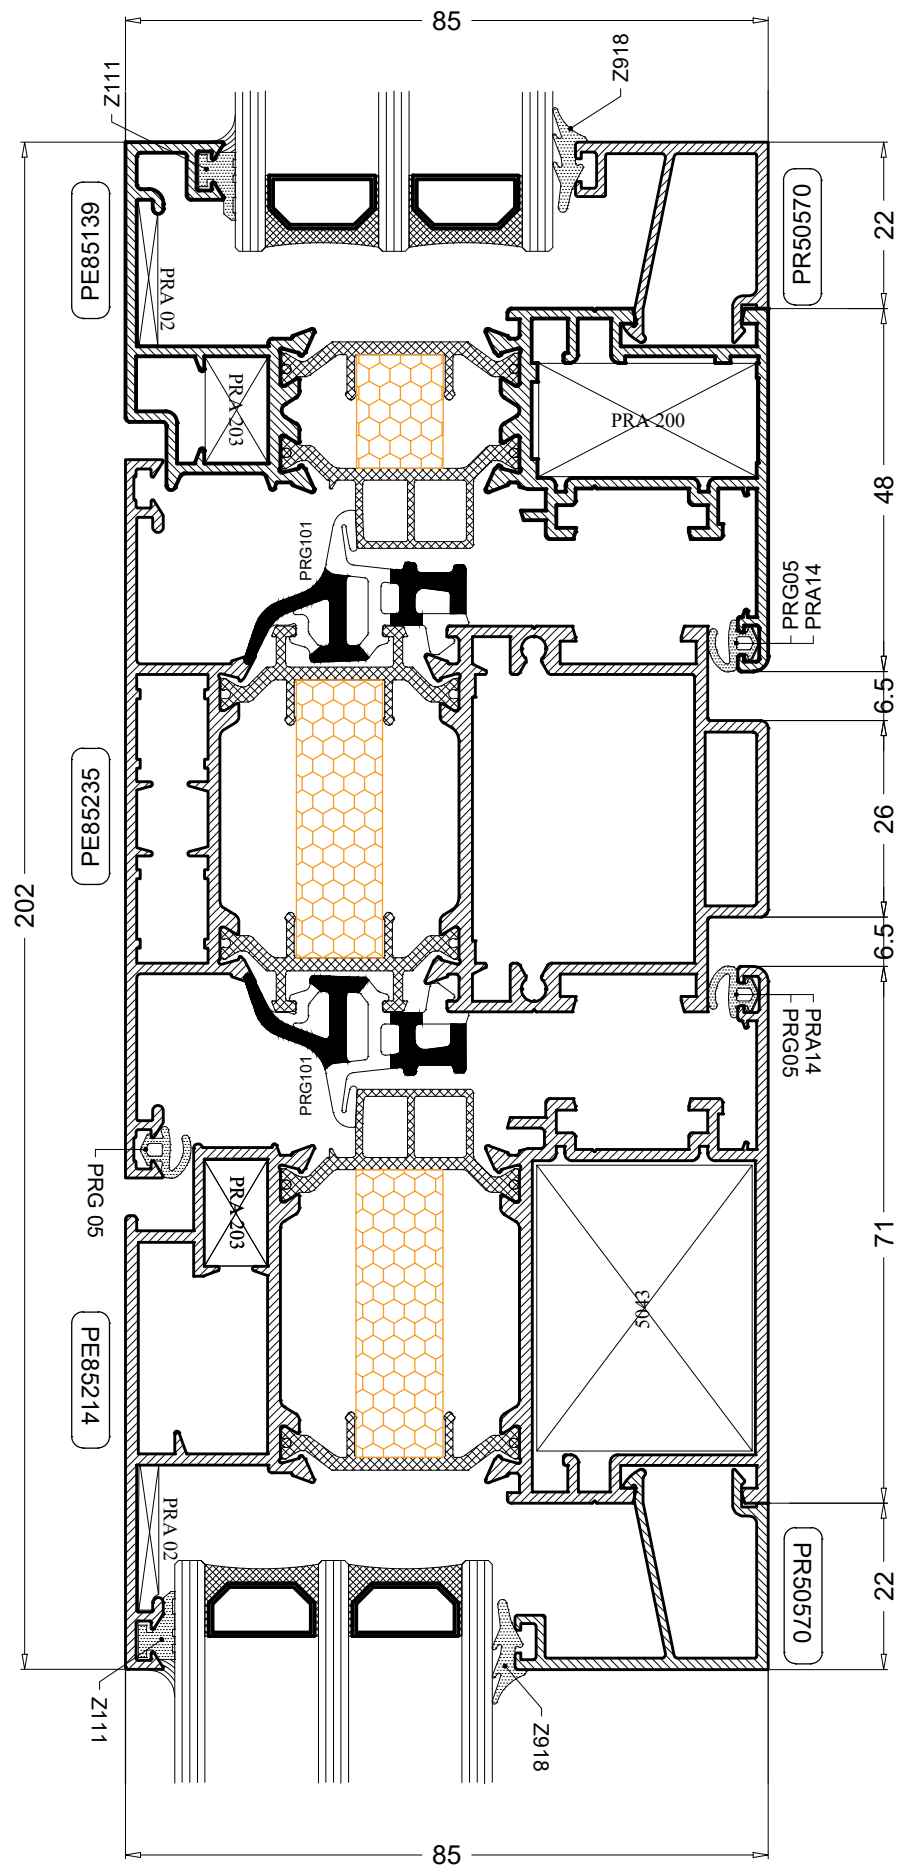 85
Z918
Z111
PE85139
PR50570
22
PRA 02
PRA 203
PRA 200
48
PRG101
PRG05
PRA14
6.5
PE85235
26
202
6.5
PRA14
PRG05
PRG101
PRG 05
PRA 203
71
5043
PE85214
PRA 02
PR50570
22
Z111
Z918
85